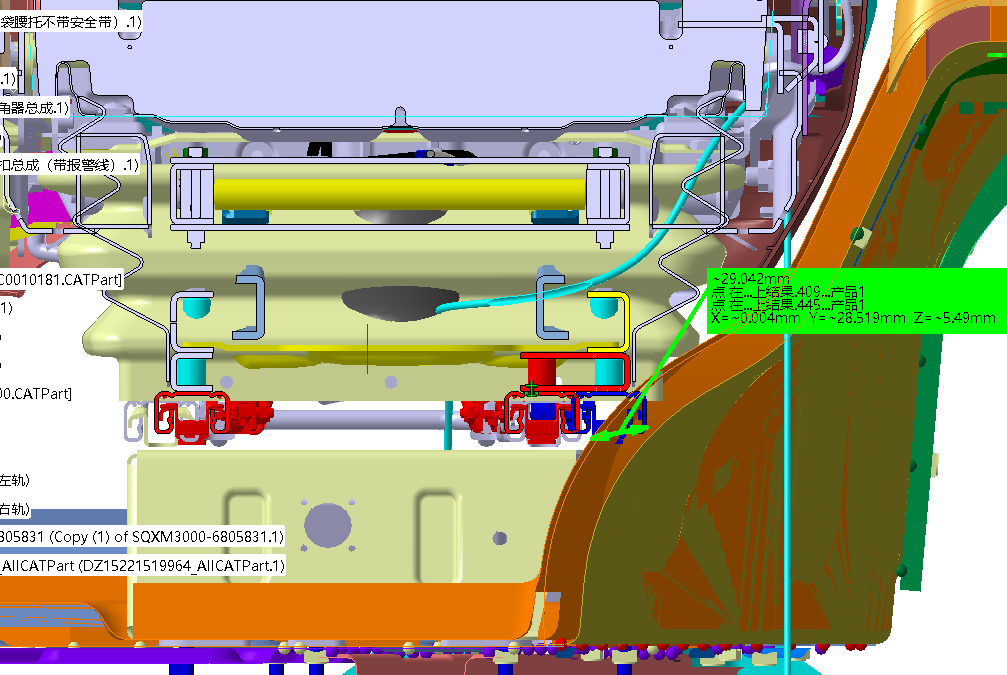 袋腰托不带安全带）.1)
.1)
角器总成.1)
扣总成（带报警线）.1)
C0010181.CATPart]
~29.042mm
点 在...上结果.409...产品1
点 在...上结果.445...产品1
X=~0.004mm Y=~28.519mm Z=~5.49mm
1)
00.CATPart]
左轨)
右轨)
805831 (Copy (1) of SQXM3000-6805831.1)
_AllCATPart (DZ15221519964_AllCATPart.1)